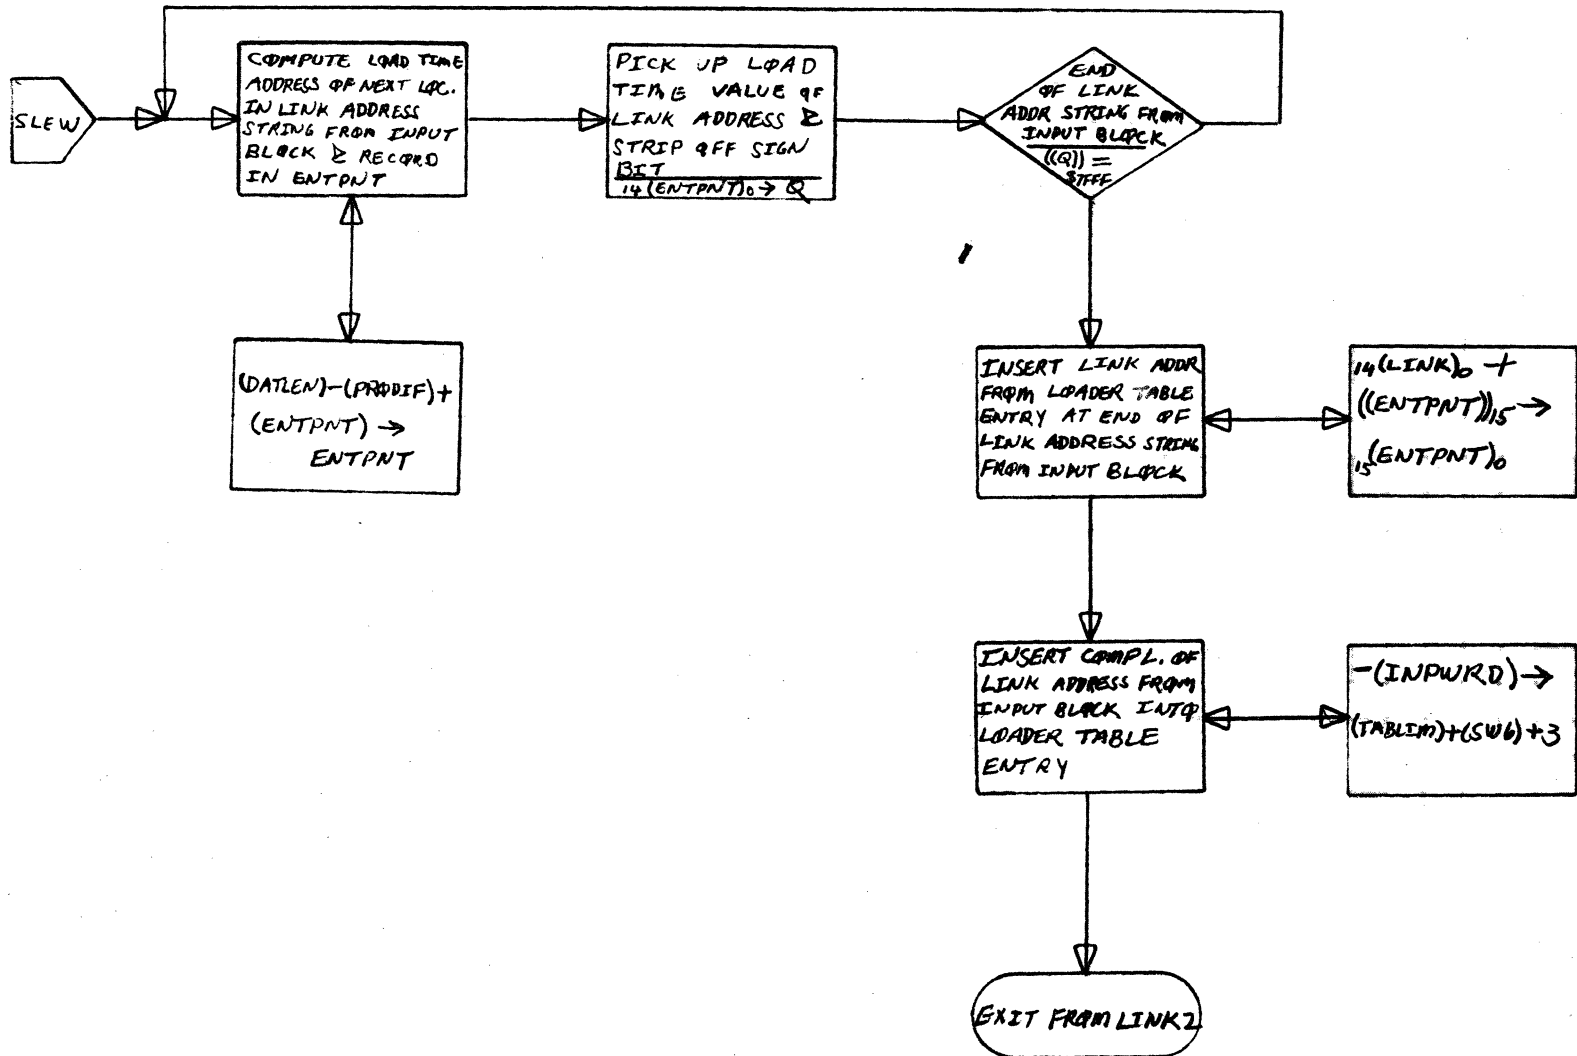 SLEW
COMPUTE LOAD TIME
ADDRESS OF NEXT LOC.
IN LINK ADDRESS
STRING FROM INPUT
BLOCK & RECORD
IN ENTPNT
PICK UP LOAD
TIME VALUE OF
LINK ADDRESS &
STRIP OFF SIGN
BIT
14(ENTPNT)0 → Q
END
OF LINK
ADDR STRING FROM
INPUT BLOCK
((Q)) =
$7FFF
(DATLEN)-(PRODIF)+
(ENTPNT) →
ENTPNT
INSERT LINK ADDR
FROM LOADER TABLE
ENTRY AT END OF
LINK ADDRESS STRING
FROM INPUT BLOCK
14(LINK)0 +
((ENTPNT))15 →
15(ENTPNT)0
INSERT COMPL. OF
LINK ADDRESS FROM
INPUT BLOCK INTO
LOADER TABLE
ENTRY
-(INPWRD) →
(TABLIM)+(SW6)+3
EXIT FROM LINK2